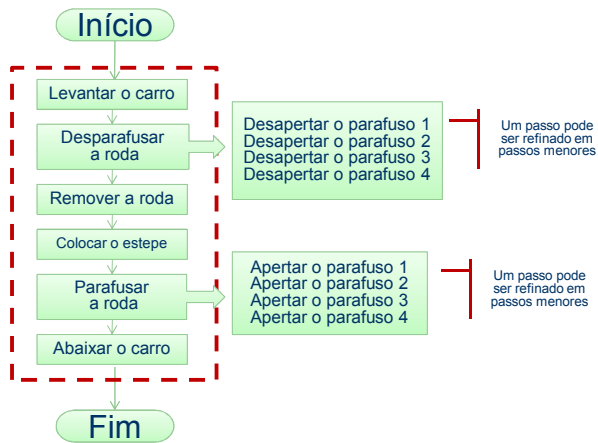 Início
Levantar o carro
Desparafusar
a roda
Desapertar o parafuso 1
Desapertar o parafuso 2
Desapertar o parafuso 3
Desapertar o parafuso 4
Um passo pode
ser refinado em
passos menores
Remover a roda
Colocar o estepe
Parafusar
a roda
Apertar o parafuso 1
Apertar o parafuso 2
Apertar o parafuso 3
Apertar o parafuso 4
Um passo pode
ser refinado em
passos menores
Abaixar o carro
Fim